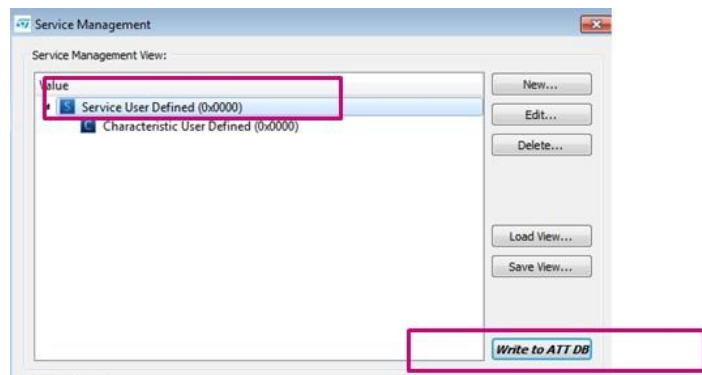 Service Management
Service Management View:
Value
Service User Defined (0x0000)
Characteristic User Defined (0x0000)
New...
Edit...
Delete...
Load View...
Save View...
Write to ATT DB